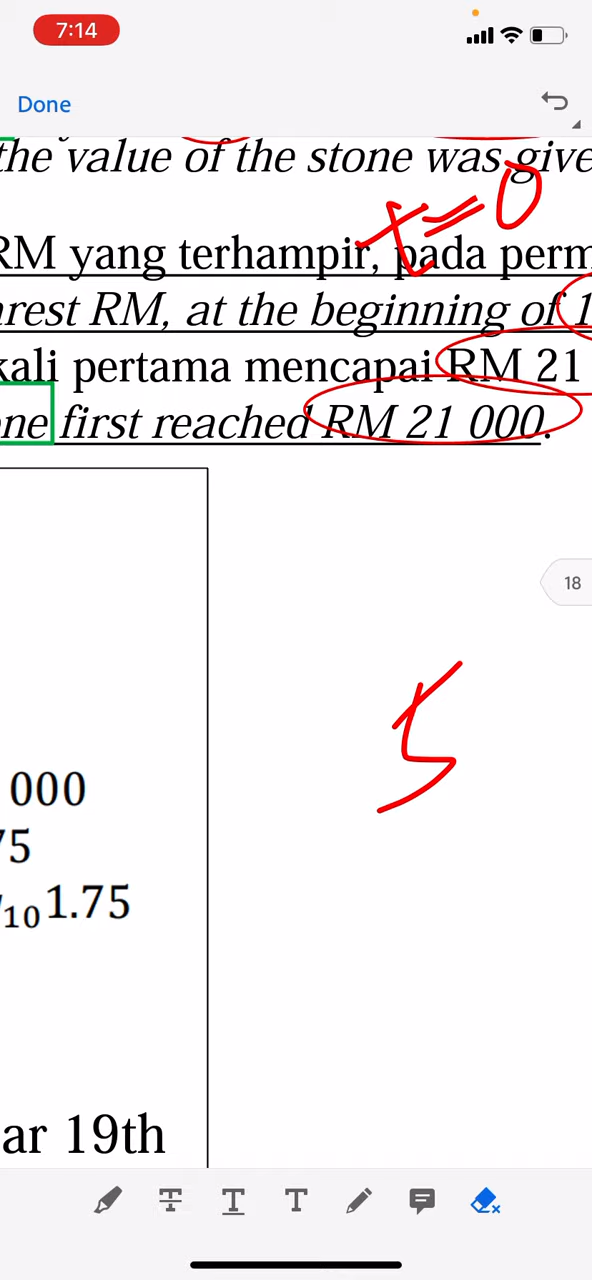 7:14
Done
the value of the stone was give
t=0
RM yang terhampir, pada perm
rest RM, at the beginning of 1
kali pertama mencapai RM 21
ne first reached RM 21 000.
18
5
000
75
10 1.75
ar 19th
T T T